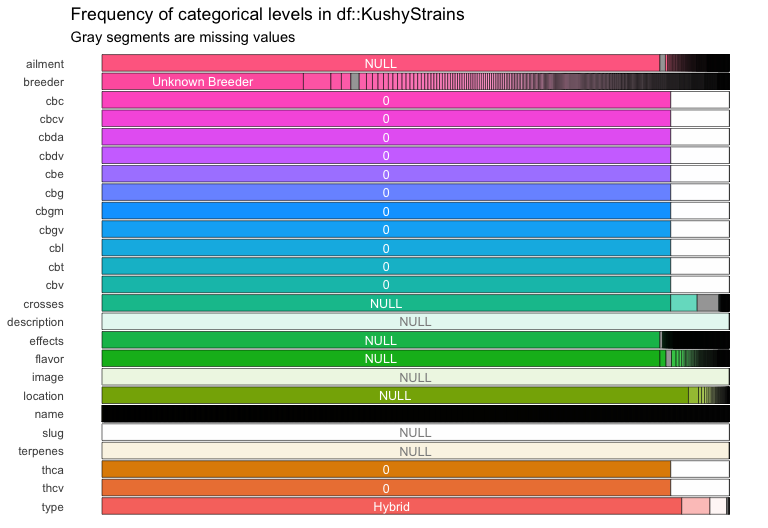 Frequency of categorical levels in df::KushyStrains
Gray segments are missing values
ailment NULL
breeder Unknown Breeder
cbc 0
cbcv 0
cbda 0
cbdv 0
cbe 0
cbg 0
cbgm 0
cbgv 0
cbl 0
cbt 0
cbv 0
crosses NULL
description NULL
effects NULL
flavor NULL
image NULL
location NULL
name
slug NULL
terpenes NULL
thca 0
thcv 0
type Hybrid